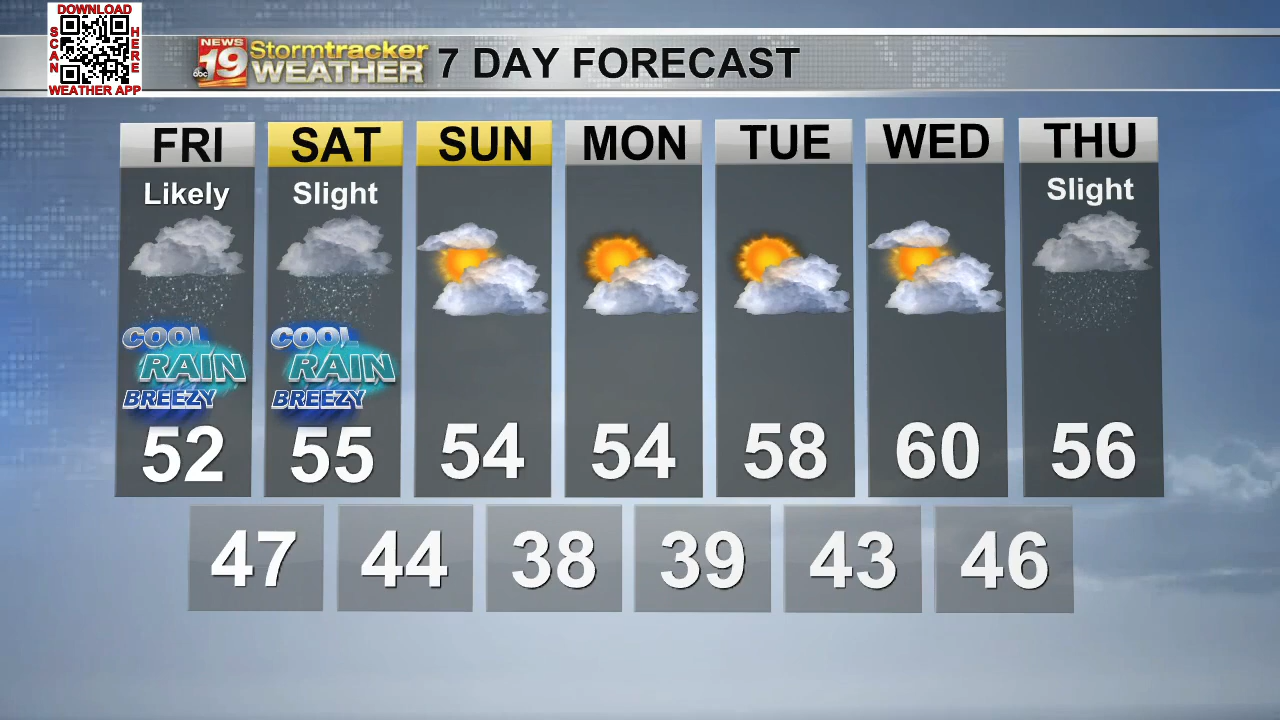 DOWNLOAD
SCAN
HERE
WEATHER APP
NEWS
abc 19
Stormtracker
WEATHER
7 DAY FORECAST
FRI SAT SUN MON TUE WED THU
Likely Slight Slight
COOL COOL
RAIN RAIN
BREEZY BREEZY
52 55 54 54 58 60 56
47 44 38 39 43 46